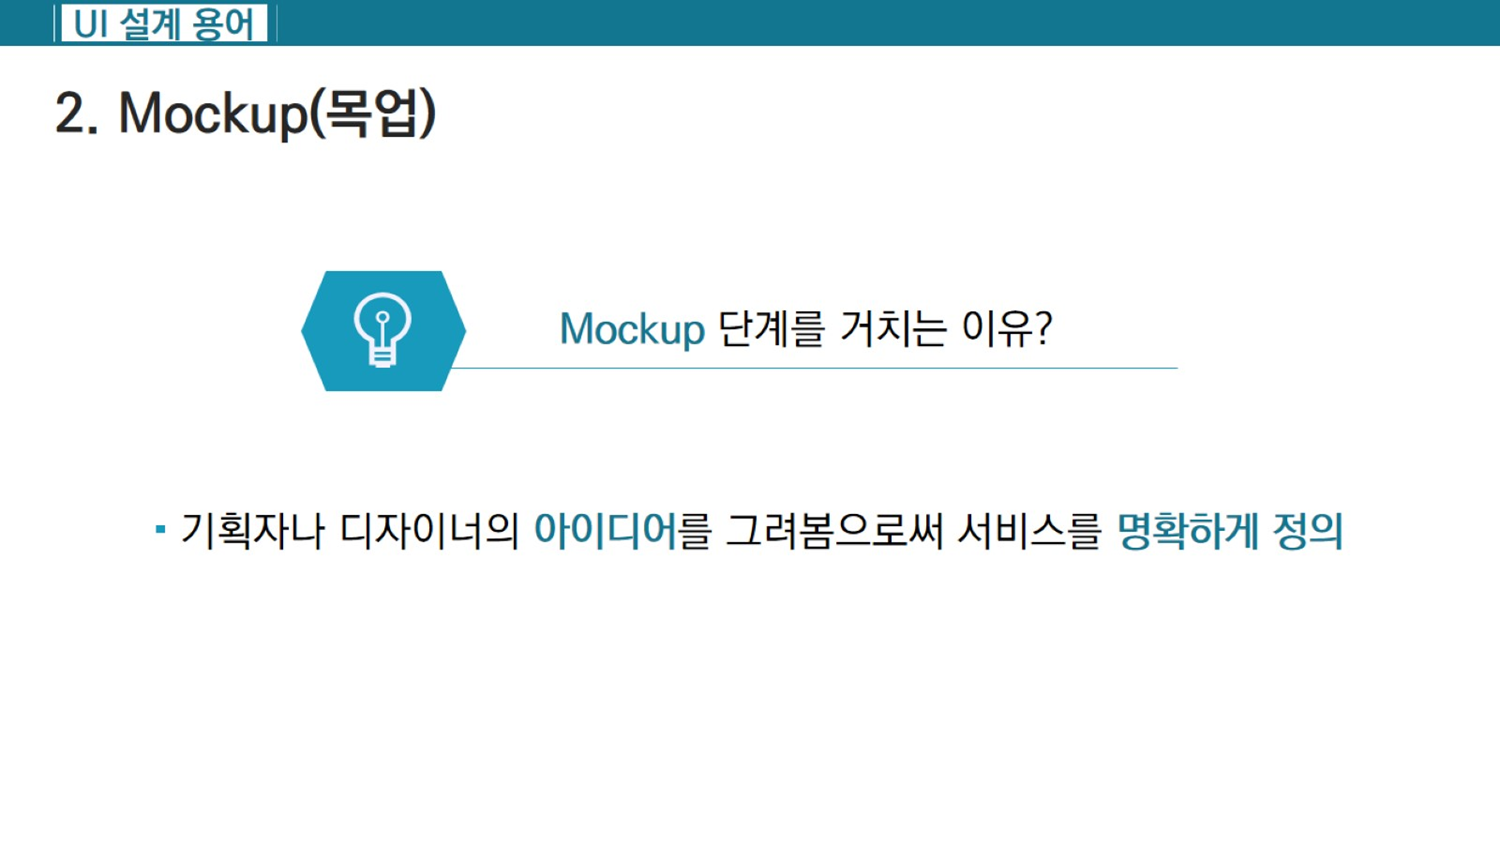 UI 설계 용어
2. Mockup(목업)
Mockup 단계를 거치는 이유?
▪ 기획자나 디자이너의 아이디어를 그려봄으로써 서비스를 명확하게 정의